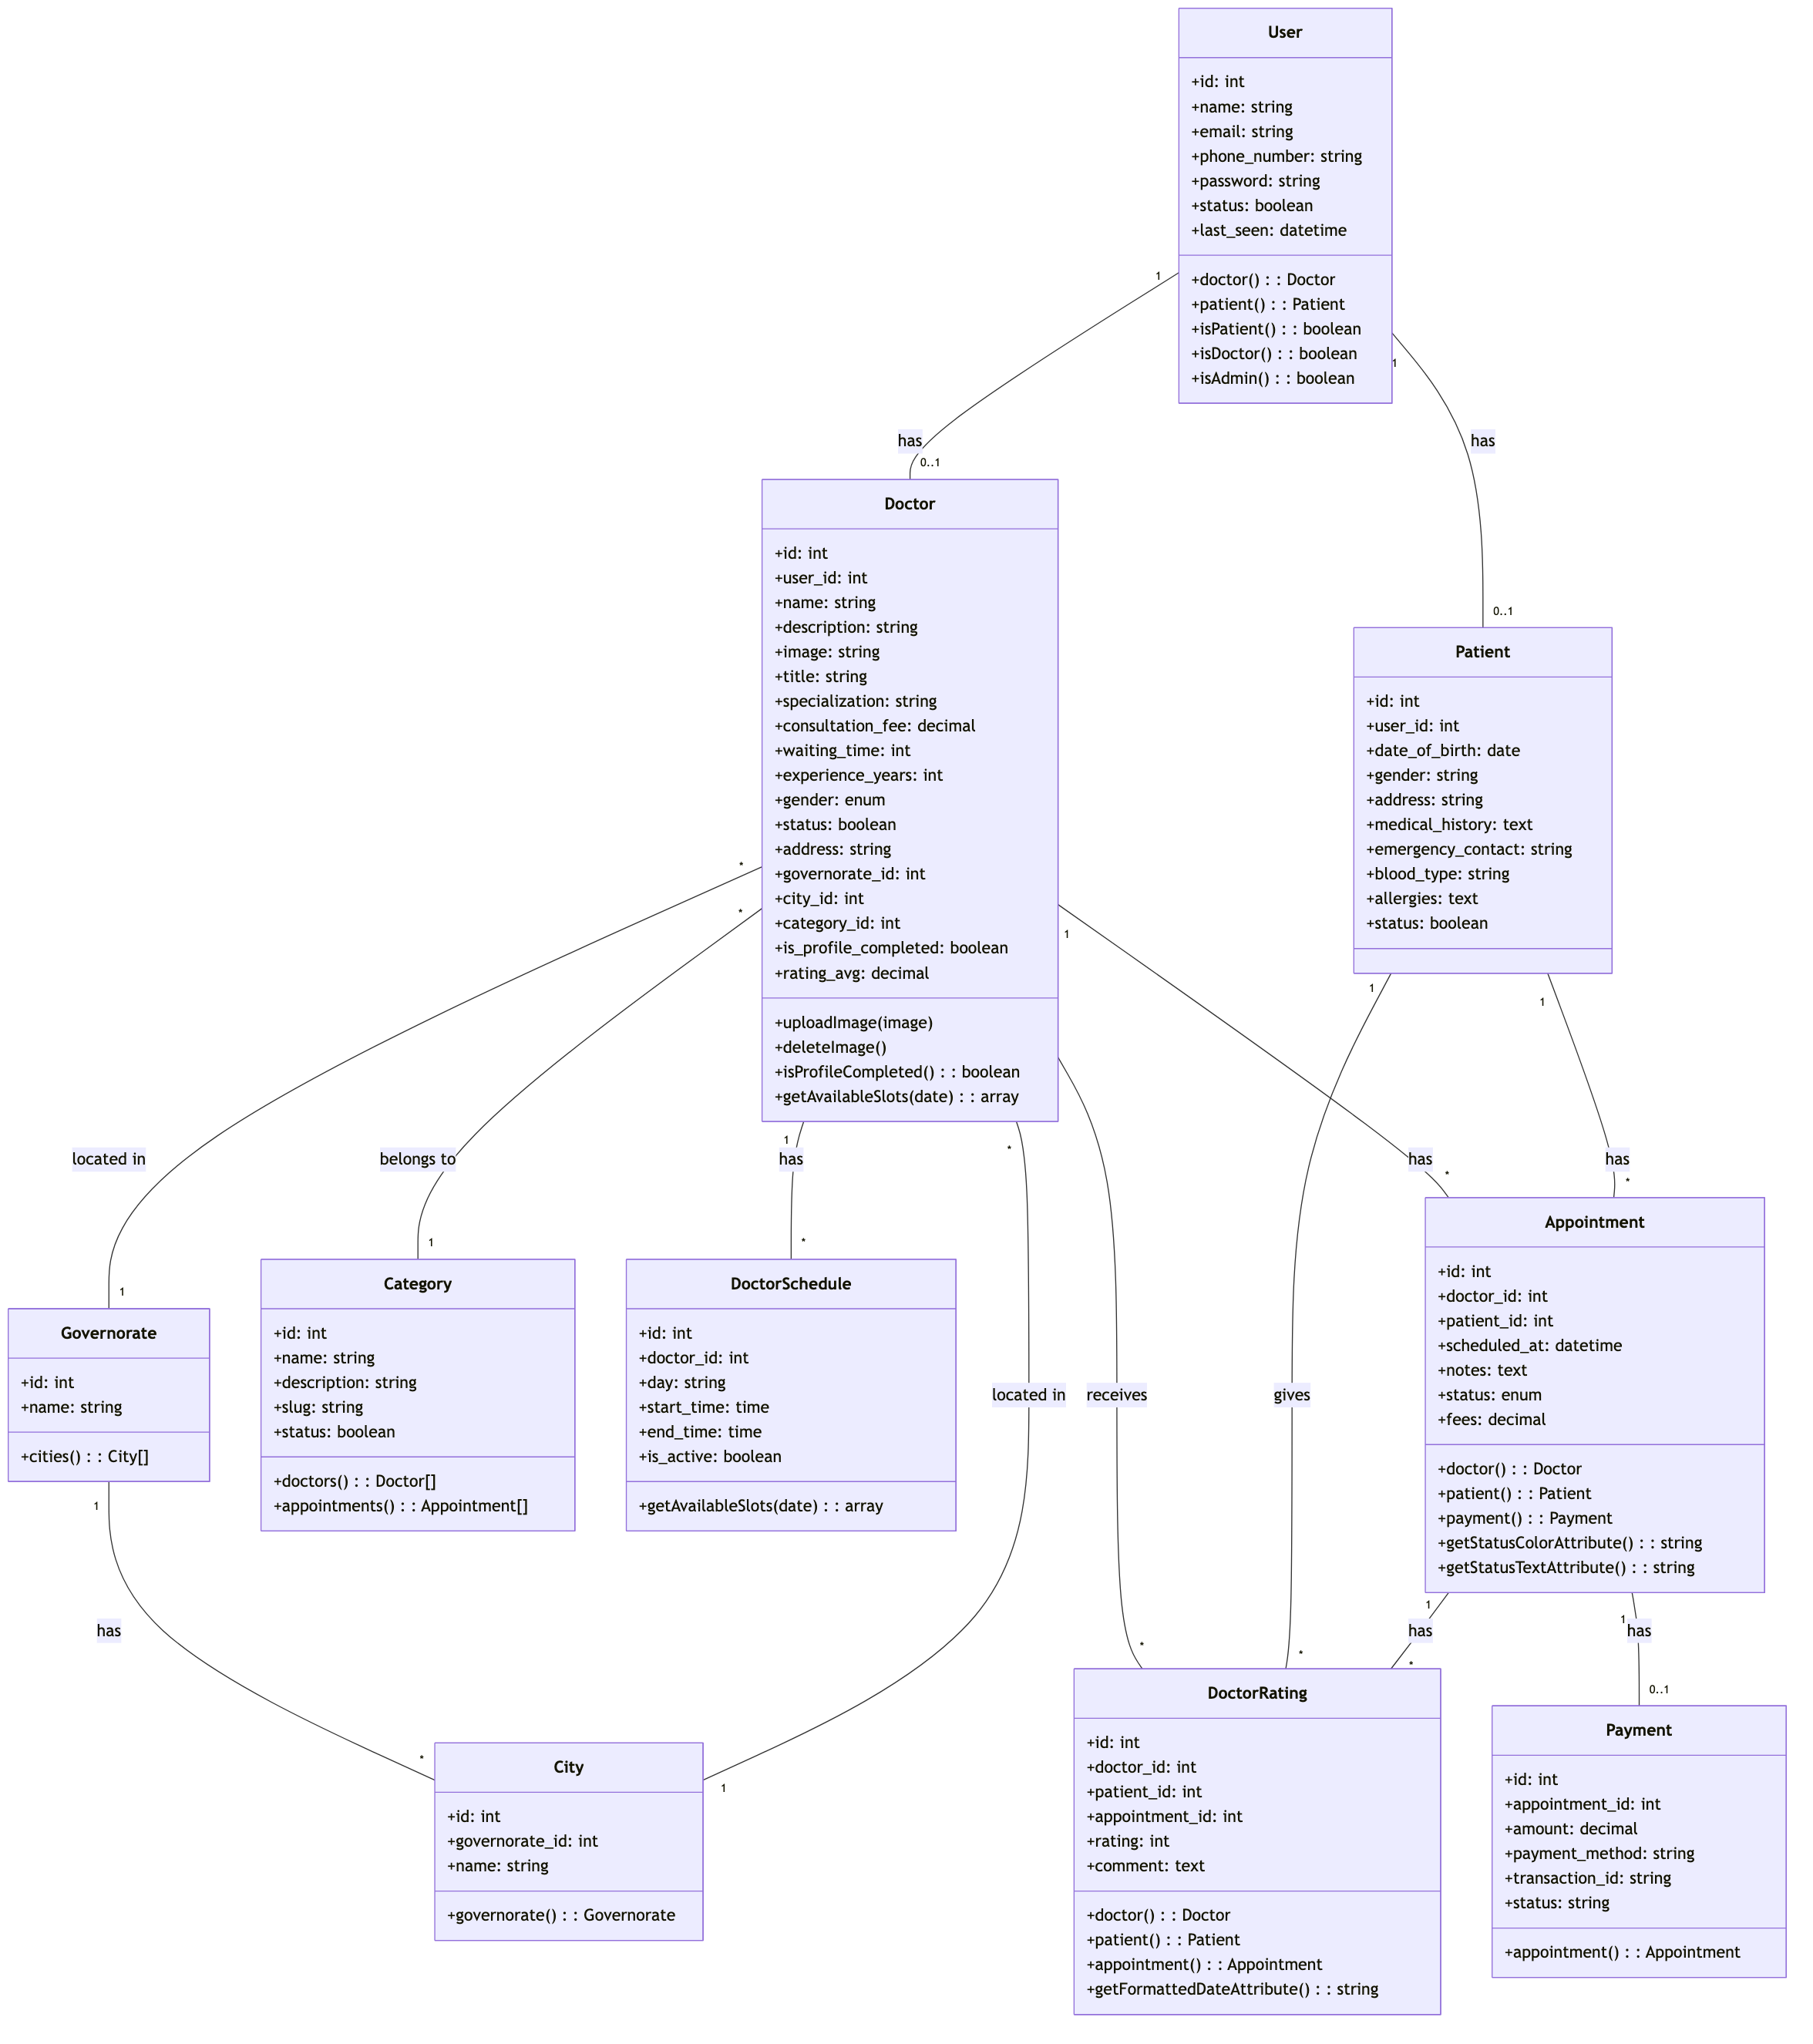 User
+id: int
+name: string
+email: string
+phone_number: string
+password: string
+status: boolean
+last_seen: datetime
+doctor() : : Doctor
+patient() : : Patient
+isPatient() : : boolean
+isDoctor() : : boolean
+isAdmin() : : boolean
1
1
has
has
0..1
0..1
Doctor
+id: int
+user_id: int
+name: string
+description: string
+image: string
+title: string
+specialization: string
+consultation_fee: decimal
+waiting_time: int
+experience_years: int
+gender: enum
+status: boolean
+address: string
+governorate_id: int
+city_id: int
+category_id: int
+is_profile_completed: boolean
+rating_avg: decimal
+uploadImage(image)
+deleteImage()
+isProfileCompleted() : : boolean
+getAvailableSlots(date) : : array
Patient
+id: int
+user_id: int
+date_of_birth: date
+gender: string
+address: string
+medical_history: text
+emergency_contact: string
+blood_type: string
+allergies: text
+status: boolean
*
*
1
1
1
1
*
located in
belongs to
has
has
has
1
1
*
*
*
Governorate
+id: int
+name: string
+cities() : : City[]
Category
+id: int
+name: string
+description: string
+slug: string
+status: boolean
+doctors() : : Doctor[]
+appointments() : : Appointment[]
DoctorSchedule
+id: int
+doctor_id: int
+day: string
+start_time: time
+end_time: time
+is_active: boolean
+getAvailableSlots(date) : : array
located in
receives
gives
Appointment
+id: int
+doctor_id: int
+patient_id: int
+scheduled_at: datetime
+notes: text
+status: enum
+fees: decimal
+doctor() : : Doctor
+patient() : : Patient
+payment() : : Payment
+getStatusColorAttribute() : : string
+getStatusTextAttribute() : : string
1
1
1
has
has
has
*
1
*
*
*
0..1
City
+id: int
+governorate_id: int
+name: string
+governorate() : : Governorate
DoctorRating
+id: int
+doctor_id: int
+patient_id: int
+appointment_id: int
+rating: int
+comment: text
+doctor() : : Doctor
+patient() : : Patient
+appointment() : : Appointment
+getFormattedDateAttribute() : : string
Payment
+id: int
+appointment_id: int
+amount: decimal
+payment_method: string
+transaction_id: string
+status: string
+appointment() : : Appointment